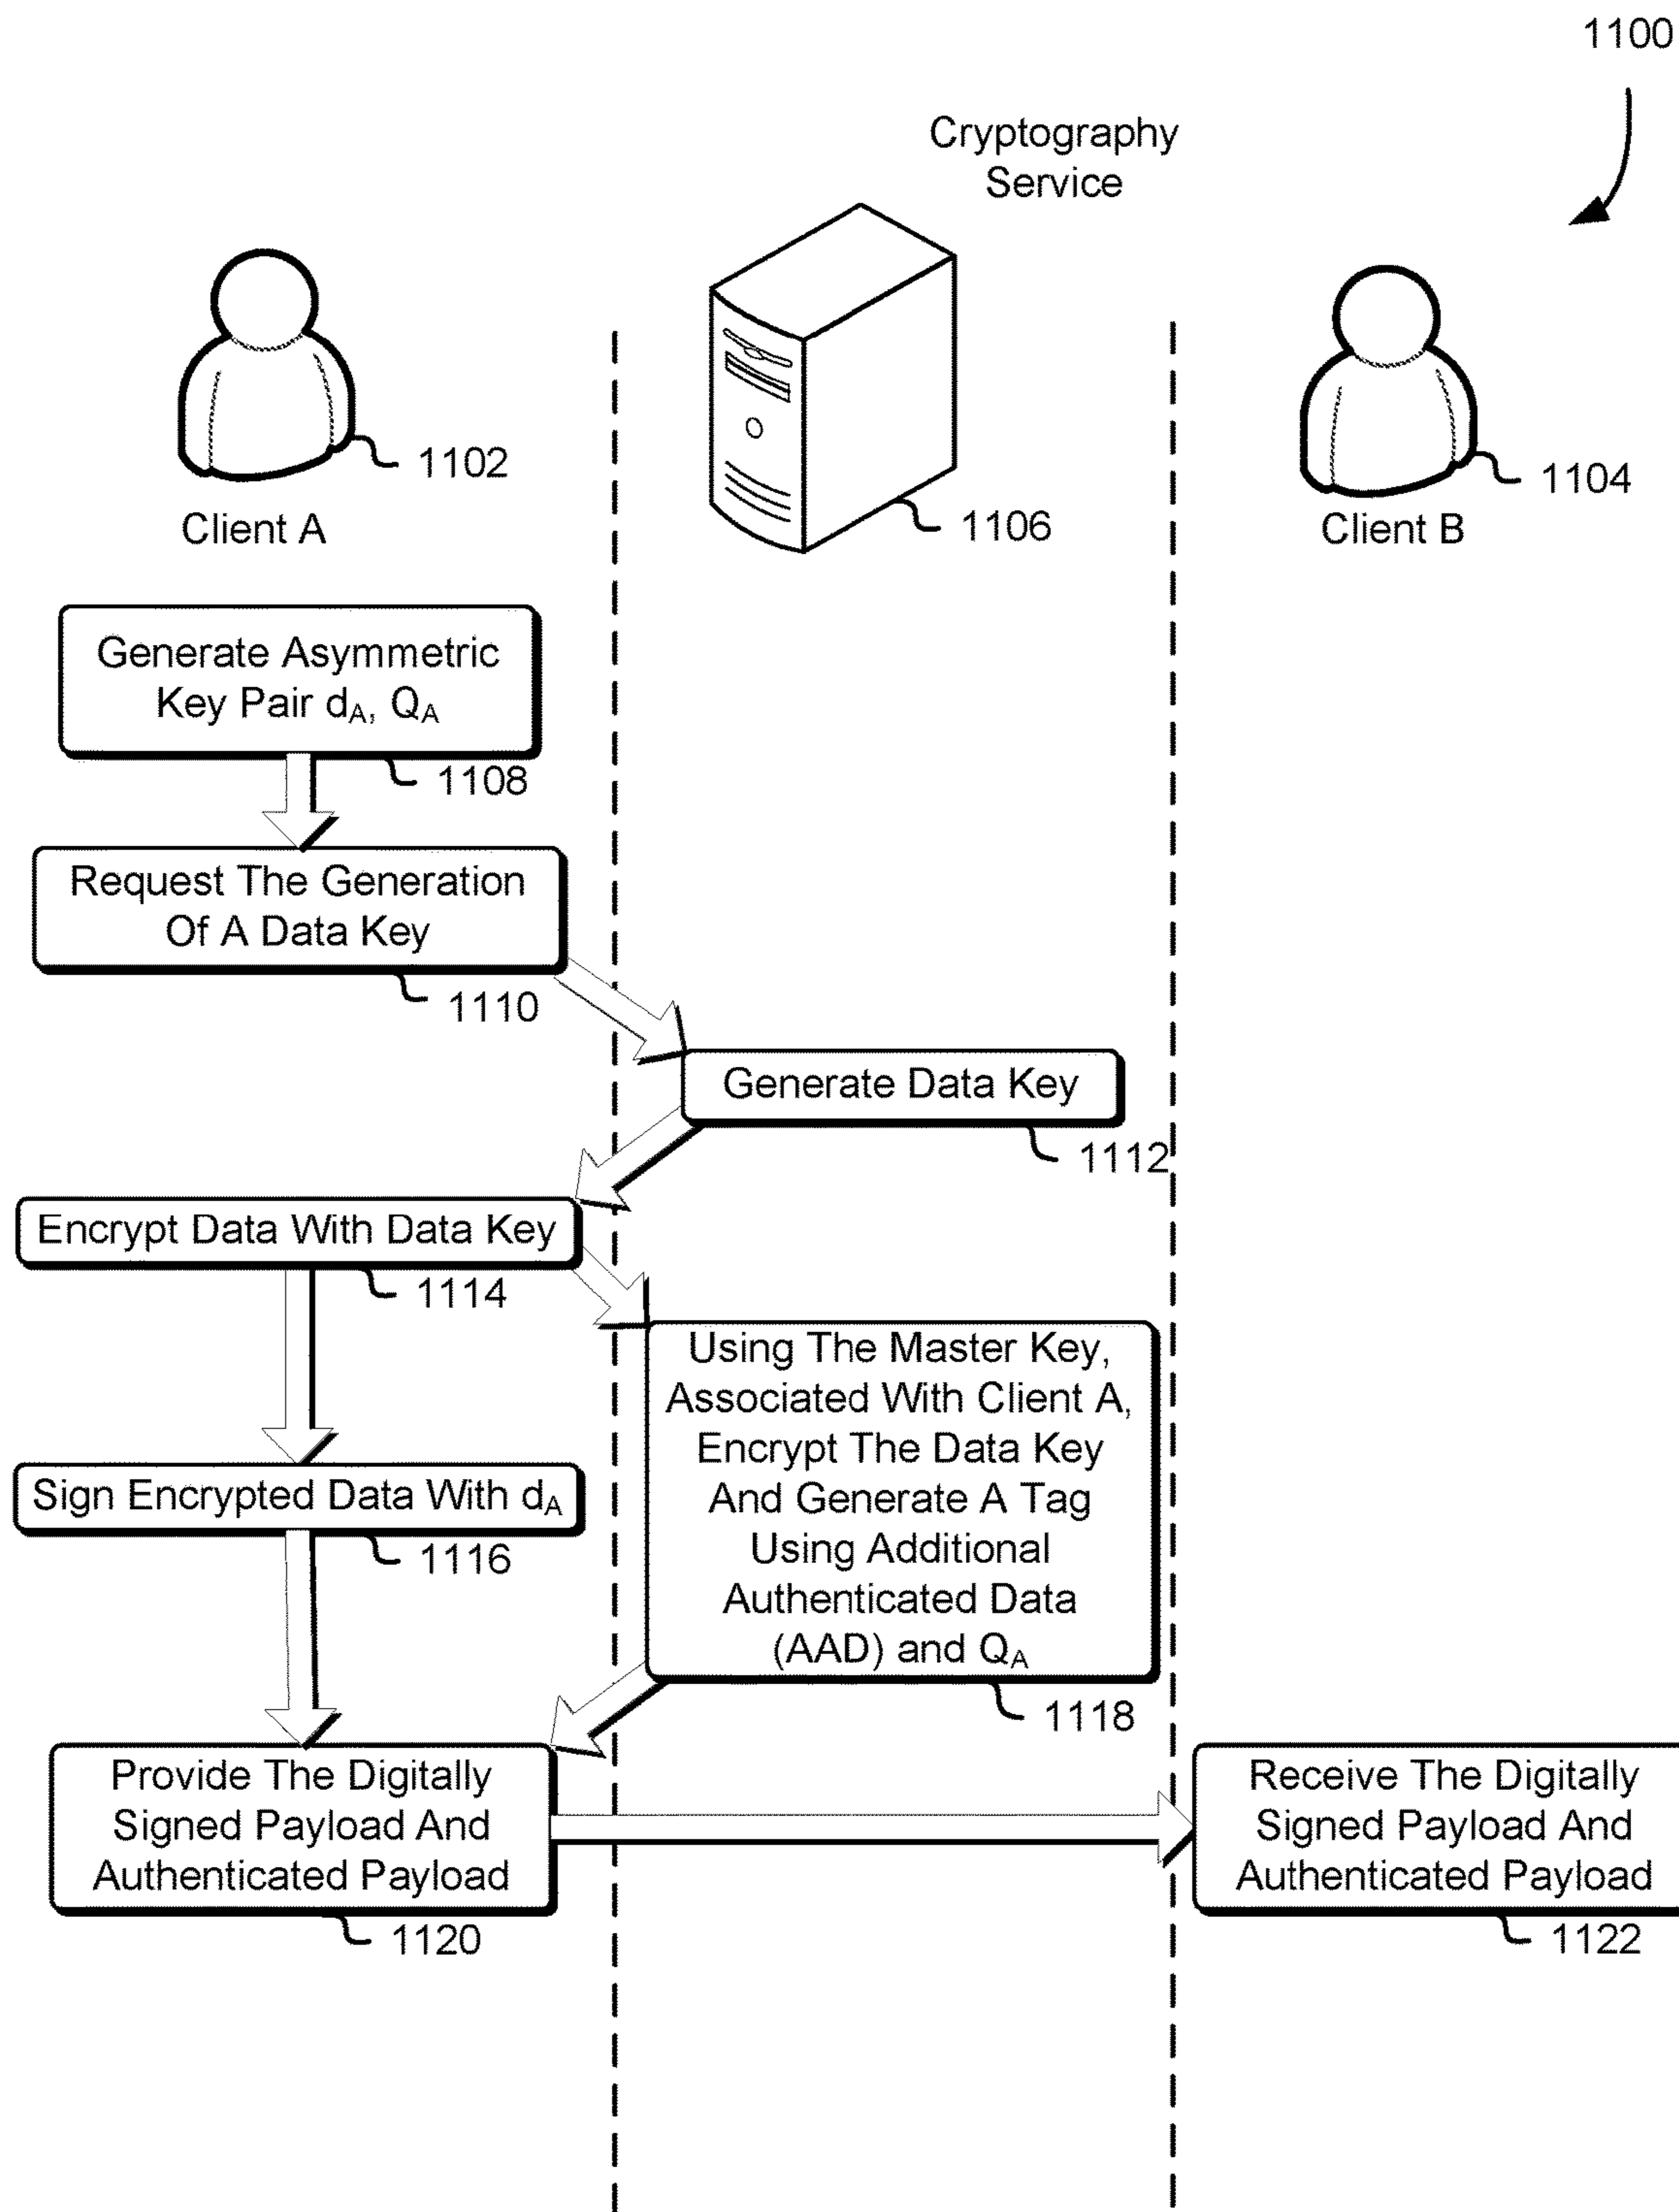 1100
Cryptography
Service
1102
Client A
1106
1104
Client B
Generate Asymmetric
Key Pair dA, QA
1108
Request The Generation
Of A Data Key
1110
Generate Data Key
1112
Encrypt Data With Data Key
1114
Using The Master Key,
Associated With Client A,
Encrypt The Data Key
And Generate A Tag
Using Additional
Authenticated Data
(AAD) and QA
1118
Sign Encrypted Data With dA
1116
Provide The Digitally
Signed Payload And
Authenticated Payload
1120
Receive The Digitally
Signed Payload And
Authenticated Payload
1122